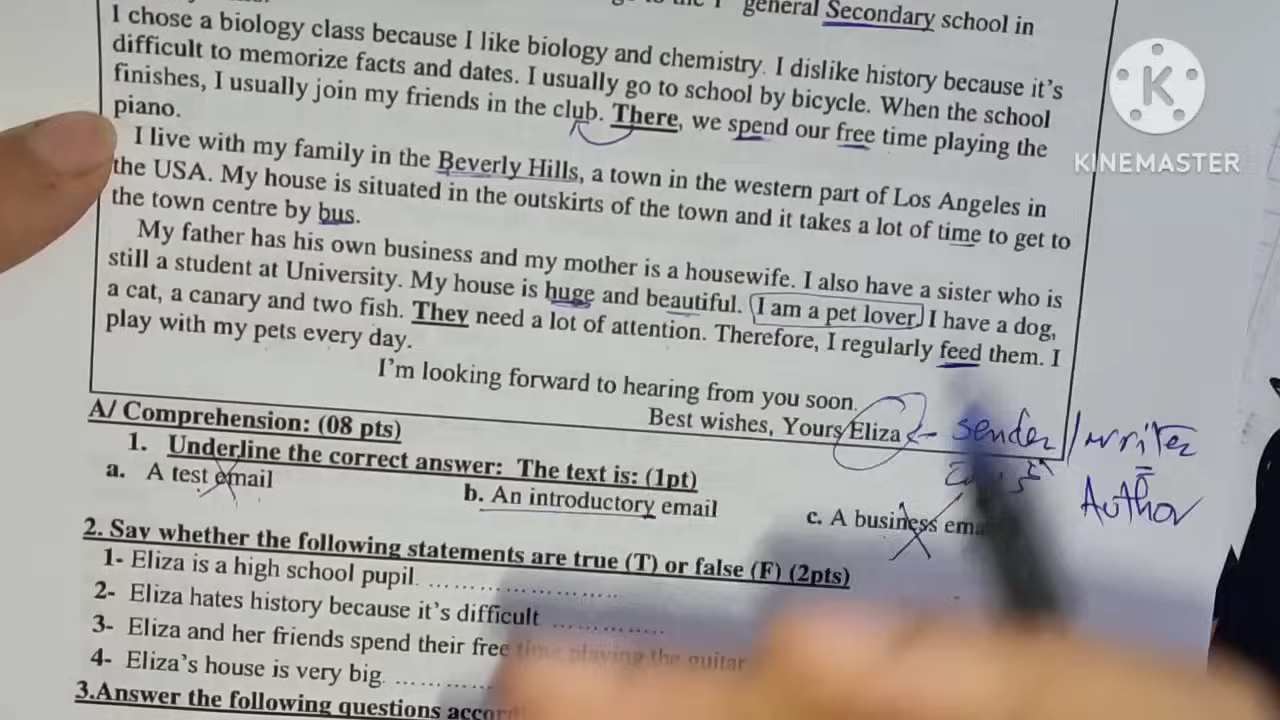 general Secondary school in
I chose a biology class because I like biology and chemistry. I dislike history because it's
difficult to memorize facts and dates. I usually go to school by bicycle. When the school
finishes, I usually join my friends in the club. There, we spend our free time playing the
piano.
I live with my family in the Beverly Hills, a town in the western part of Los Angeles in
the USA. My house is situated in the outskirts of the town and it takes a lot of time to get to
the town centre by bus.
My father has his own business and my mother is a housewife. I also have a sister who is
still a student at University. My house is huge and beautiful. I am a pet lover. I have a dog,
a cat, a canary and two fish. They need a lot of attention. Therefore, I regularly feed them. I
play with my pets every day.
I'm looking forward to hearing from you soon.
Best wishes, Yours Eliza
sender / writer
Author
A/ Comprehension: (08 pts)
1. Underline the correct answer: The text is: (1pt)
a. A test email b. An introductory email c. A business
2. Say whether the following statements are true (T) or false (F) (2pts)
1- Eliza is a high school pupil. ........................
2- Eliza hates history because it's difficult ..............
3- Eliza and her friends spend their free time playing the guitar
4- Eliza's house is very big. ............
3.Answer the following questions
K
KINEMASTER